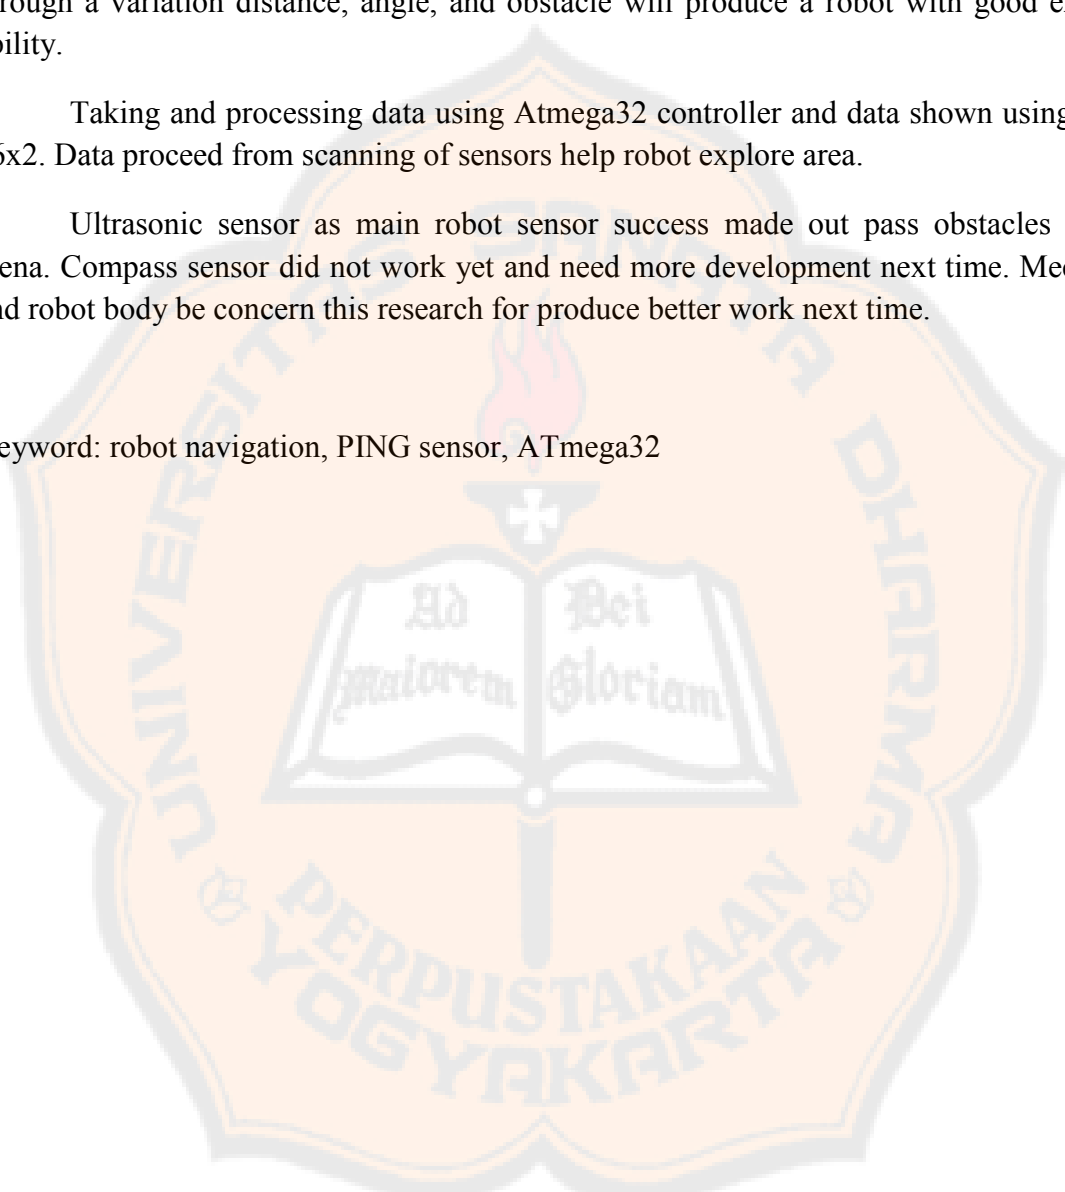 through a variation distance, angle, and obstacle will produce a robot with good
Taking and processing data using Atmega32 controller and data shown using
6x2. Data proceed from scanning of sensors help robot explore area.
Ultrasonic sensor as main robot sensor success made out pass obstacles
ena. Compass sensor did not work yet and need more development next time.
nd robot body be concern this research for produce better work next time.
eyword: robot navigation, PING sensor, ATmega32
UNIVERSITAS SANATA DHARMA
Ad Dei
maiorem Gloriam
PERPUSTAKAAN
YOGYAKARTA